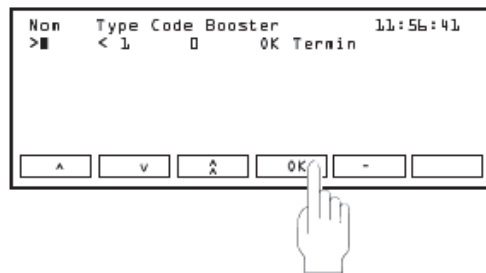 Nom Type Code Booster 11:56:41
>█ < 1 0 OK Termin
^ v ^^ OK -